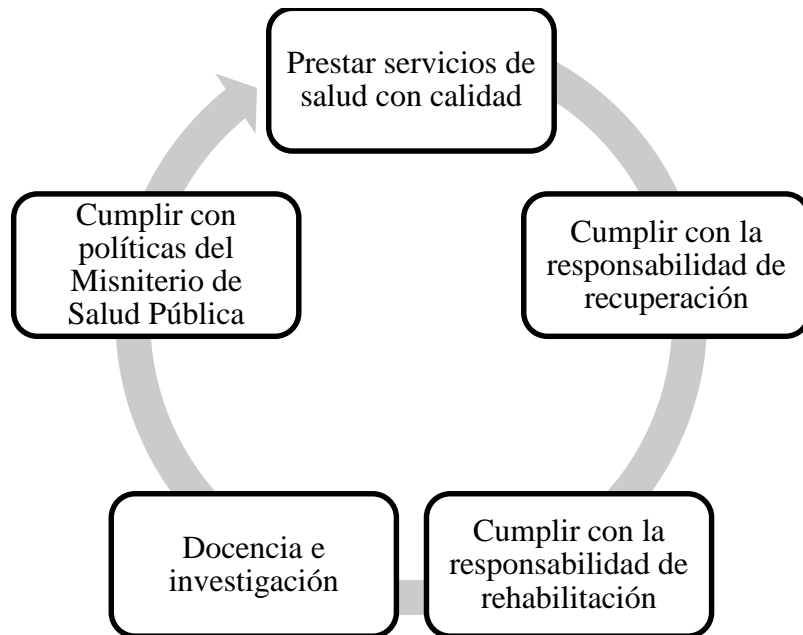 Prestar servicios de
salud con calidad
Cumplir con la
responsabilidad de
recuperación
Cumplir con la
responsabilidad de
rehabilitación
Docencia e
investigación
Cumplir con
políticas del
Misniterio de
Salud Pública